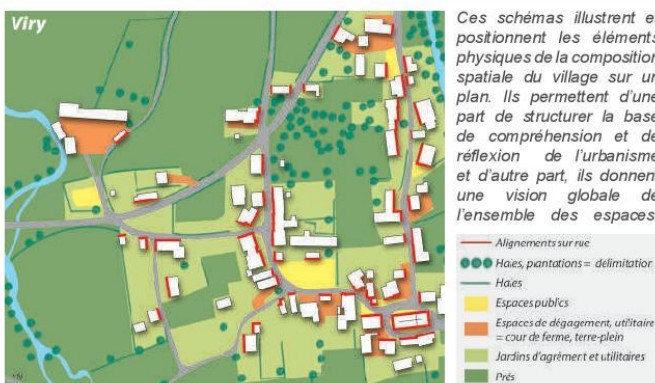 Viry
Ces schémas illustrent e
positionnent les éléments
physiques de la composition
spatiale du village sur un
plan. Ils permettent d'une
part de structurer la base
de compréhension et de
réflexion de l'urbanisme
et d'autre part, ils donnen
une vision globale de
l'ensemble des espaces
Alignements sur rue
Haies, plantations = délimitation
Haies
Espaces publics
Espaces de dégagement, utilitaire
= cour de ferme, terre-plein
Jardins d'agrément et utilitaires
Prés